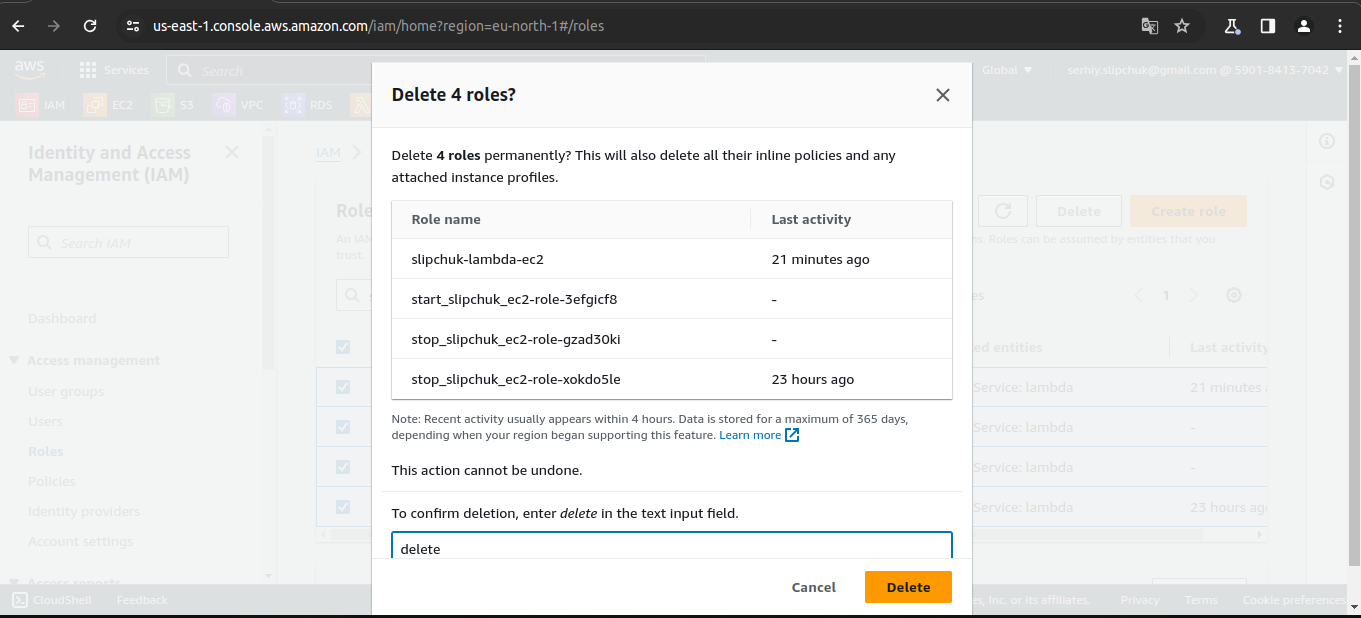 us-east-1.console.aws.amazon.com/iam/home?region=eu-north-1#/roles
aws
Services
Search
Global
serhiy.slipchuk@gmail.com @ 5901-8413-7042
IAM
EC2
S3
VPC
RDS
Identity and Access
Management (IAM)
Search IAM
Dashboard
Access management
User groups
Users
Roles
Policies
Identity providers
Account settings
Access reports
IAM
Delete
Create role
Roles can be assumed by entities that you
trust.
1
entities
Last activity
Service: lambda
21 minutes
Service: lambda
-
Service: lambda
-
Service: lambda
23 hours
Delete 4 roles?
Delete 4 roles permanently? This will also delete all their inline policies and any
attached instance profiles.
Role name Last activity
slipchuk-lambda-ec2 21 minutes ago
start_slipchuk_ec2-role-3efgicf8 -
stop_slipchuk_ec2-role-gzad30ki -
stop_slipchuk_ec2-role-xokdo5le 23 hours ago
Note: Recent activity usually appears within 4 hours. Data is stored for a maximum of 365 days,
depending when your region began supporting this feature. Learn more
This action cannot be undone.
To confirm deletion, enter delete in the text input field.
delete
Cancel
Delete
CloudShell
Feedback
Inc. or its affiliates.
Privacy
Terms
Cookie preferences